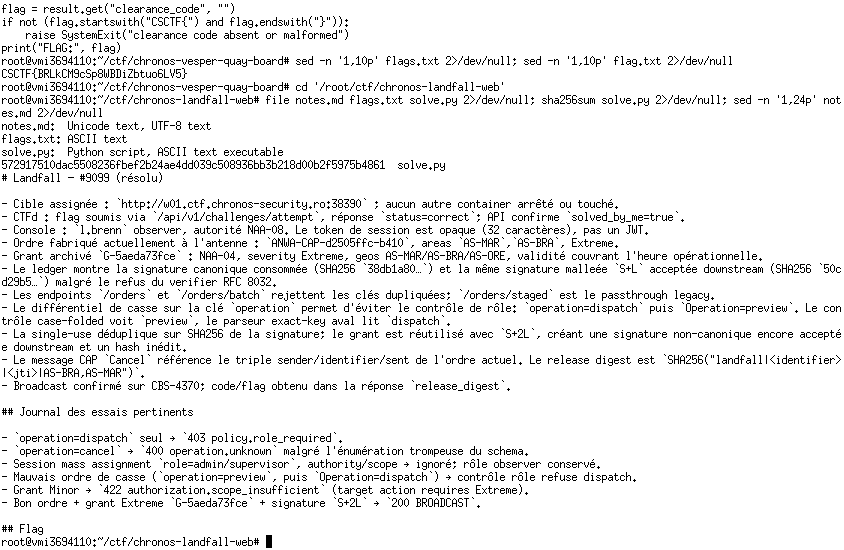 flag = result.get("clearance_code", "")
if not (flag.startswith("CSCTF{") and flag.endswith("}")):
    raise SystemExit("clearance code absent or malformed")
print("FLAG:", flag)
root@vmi3694110:~/ctf/chronos-vesper-quay-board# sed -n '1,10p' flags.txt 2>/dev/null; sed -n '1,10p' flag.txt 2>/dev/null
CSCTF{BRLkCM9cSp8WBDiZbtuo6LV5}
root@vmi3694110:~/ctf/chronos-vesper-quay-board# cd '/root/ctf/chronos-landfall-web'
root@vmi3694110:~/ctf/chronos-landfall-web# file notes.md flags.txt solve.py 2>/dev/null; sha256sum solve.py 2>/dev/null; sed -n '1,24p' not
es.md 2>/dev/null
notes.md:  Unicode text, UTF-8 text
flags.txt: ASCII text
solve.py:  Python script, ASCII text executable
572917510dac5508236fbef2b24ae4dd039c508936bb3b218d00b2f5975b4861  solve.py
# Landfall — #9099 (résolu)

- Cible assignée : `http://w01.ctf.chronos-security.ro:38390` ; aucun autre container arrêté ou touché.
- CTFd : flag soumis via `/api/v1/challenges/attempt`, réponse `status=correct`; API confirme `solved_by_me=true`.
- Console : `l.brenn` observer, autorité NAA-08. Le token de session est opaque (32 caractères), pas un JWT.
- Ordre fabriqué actuellement à l'antenne : `ANWA-CAP-d2505ffc-b410`, areas `AS-MAR`,`AS-BRA`, Extreme.
- Grant archivé `G-5aeda73fce` : NAA-04, severity Extreme, geos AS-MAR/AS-BRA/AS-ORE, validité couvrant l'heure opérationnelle.
- Le ledger montre la signature canonique consommée (SHA256 `38db1a80…`) et la même signature malleée `S+L` acceptée downstream (SHA256 `50c
d29b5…`) malgré le refus du verifier RFC 8032.
- Les endpoints `/orders` et `/orders/batch` rejettent les clés dupliquées; `/orders/staged` est le passthrough legacy.
- Le différentiel de casse sur la clé `operation` permet d'éviter le contrôle de rôle: `operation=dispatch` puis `Operation=preview`. Le con
trôle case-folded voit `preview`, le parseur exact-key aval lit `dispatch`.
- La single-use déduplique sur SHA256 de la signature; le grant est réutilisé avec `S+2L`, créant une signature non-canonique encore accepté
e downstream et un hash inédit.
- Le message CAP `Cancel` référence le triple sender/identifier/sent de l'ordre actuel. Le release digest est `SHA256("landfall|<identifier>
|<jti>|AS-BRA,AS-MAR")`.
- Broadcast confirmé sur CBS-4370; code/flag obtenu dans la réponse `release_digest`.

## Journal des essais pertinents

- `operation=dispatch` seul → `403 policy.role_required`.
- `operation=cancel` → `400 operation.unknown` malgré l'énumération trompeuse du schema.
- Session mass assignment `role=admin/supervisor`, authority/scope → ignoré; rôle observer conservé.
- Mauvais ordre de casse (`operation=preview`, puis `Operation=dispatch`) → contrôle rôle refuse dispatch.
- Grant Minor → `422 authorization.scope_insufficient` (target action requires Extreme).
- Bon ordre + grant Extreme `G-5aeda73fce` + signature `S+2L` → `200 BROADCAST`.

## Flag
root@vmi3694110:~/ctf/chronos-landfall-web#